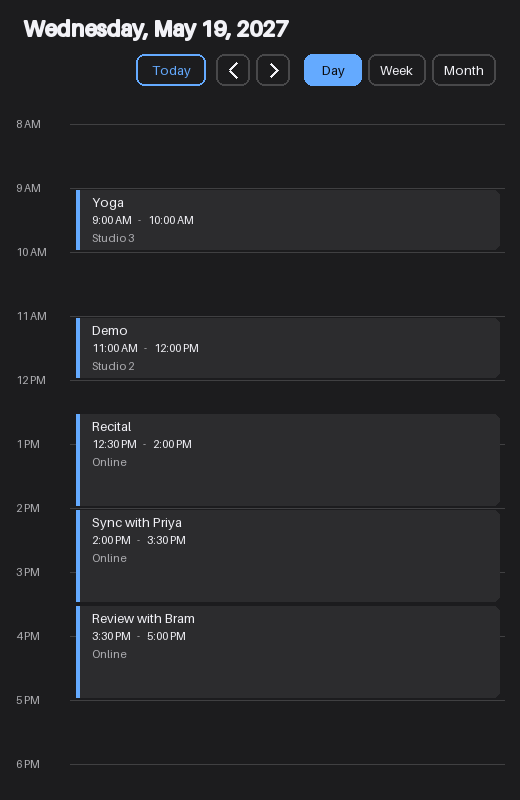 Wednesday, May 19, 2027
Today
Day
Week
Month
8 AM
9 AM
Yoga
9:00 AM - 10:00 AM
Studio 3
10 AM
11 AM
Demo
11:00 AM - 12:00 PM
Studio 2
12 PM
Recital
12:30 PM - 2:00 PM
1 PM
Online
2 PM
Sync with Priya
2:00 PM - 3:30 PM
Online
3 PM
Review with Bram
3:30 PM - 5:00 PM
4 PM
Online
5 PM
6 PM